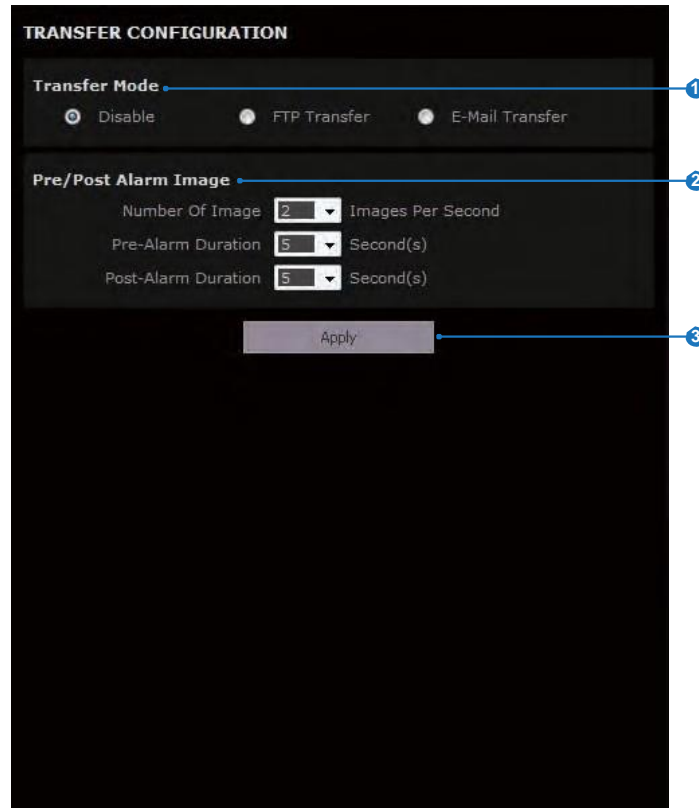 TRANSFER CONFIGURATION
Transfer Mode
1
Disable FTP Transfer E-Mail Transfer
Pre/Post Alarm Image
2
Number Of Image 2 Images Per Second
Pre-Alarm Duration 5 Second(s)
Post-Alarm Duration 5 Second(s)
Apply
3